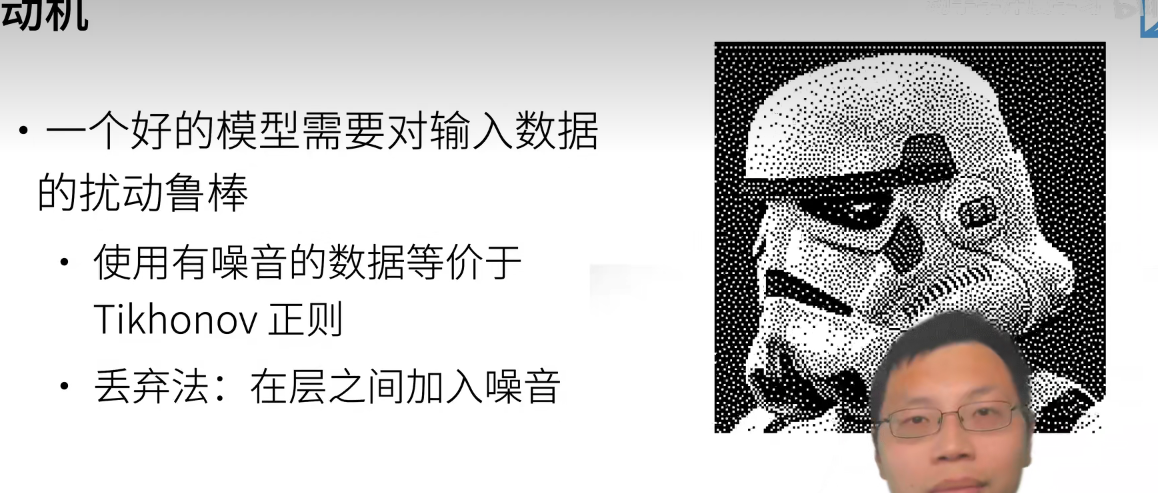 动机
• 一个好的模型需要对输入数据
的扰动鲁棒
• 使用有噪音的数据等价于
Tikhonov 正则
• 丢弃法：在层之间加入噪音